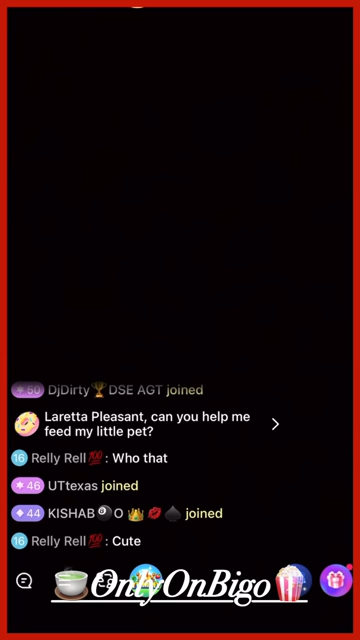 50 DjDirty🏆DSE AGT joined
Laretta Pleasant, can you help me
feed my little pet?
16 Relly Rell💯: Who that
46 UTtexas joined
44 KISHAB🎱O 👑💋♠️ joined
16 Relly Rell💯: Cute
OnlyOnBigo